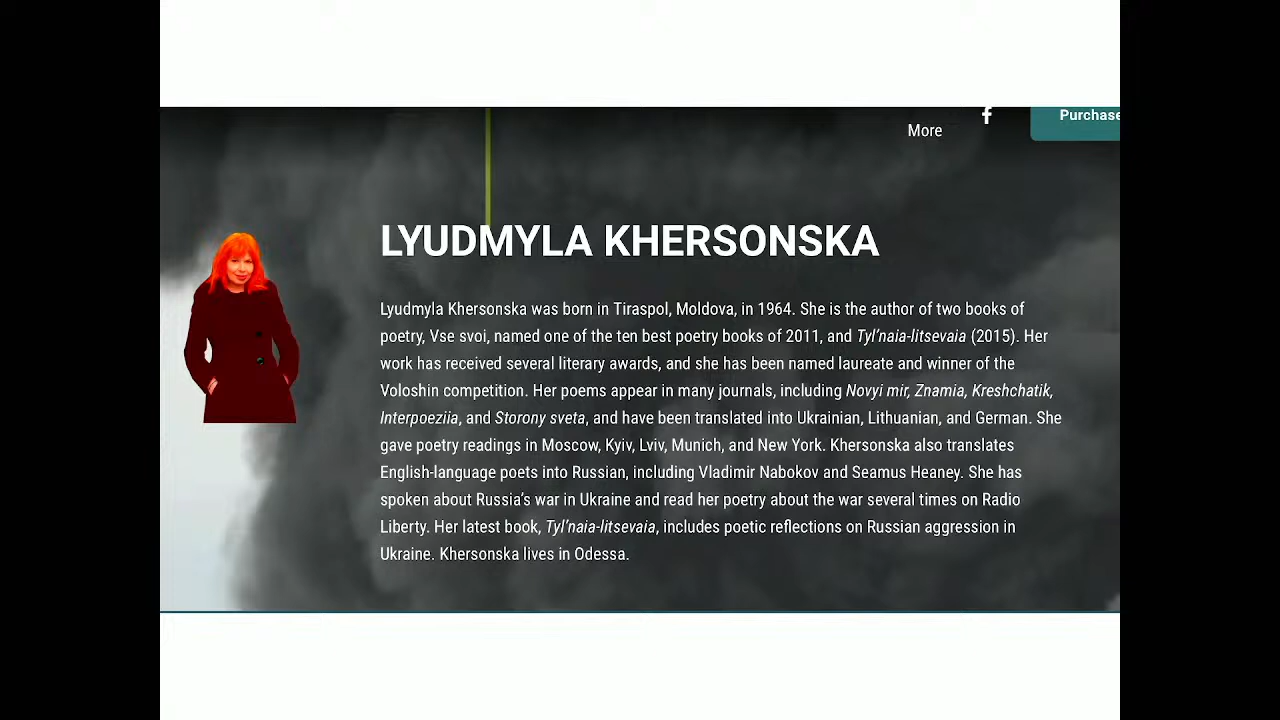 More
f
Purchase
LYUDMYLA KHERSONSKA
Lyudmyla Khersonska was born in Tiraspol, Moldova, in 1964. She is the author of two books of
poetry, Vse svoi, named one of the ten best poetry books of 2011, and Tyl’naia-litsevaia (2015). Her
work has received several literary awards, and she has been named laureate and winner of the
Voloshin competition. Her poems appear in many journals, including Novyi mir, Znamia, Kreshchatik,
Interpoeziia, and Storony sveta, and have been translated into Ukrainian, Lithuanian, and German. She
gave poetry readings in Moscow, Kyiv, Lviv, Munich, and New York. Khersonska also translates
English-language poets into Russian, including Vladimir Nabokov and Seamus Heaney. She has
spoken about Russia’s war in Ukraine and read her poetry about the war several times on Radio
Liberty. Her latest book, Tyl’naia-litsevaia, includes poetic reflections on Russian aggression in
Ukraine. Khersonska lives in Odessa.